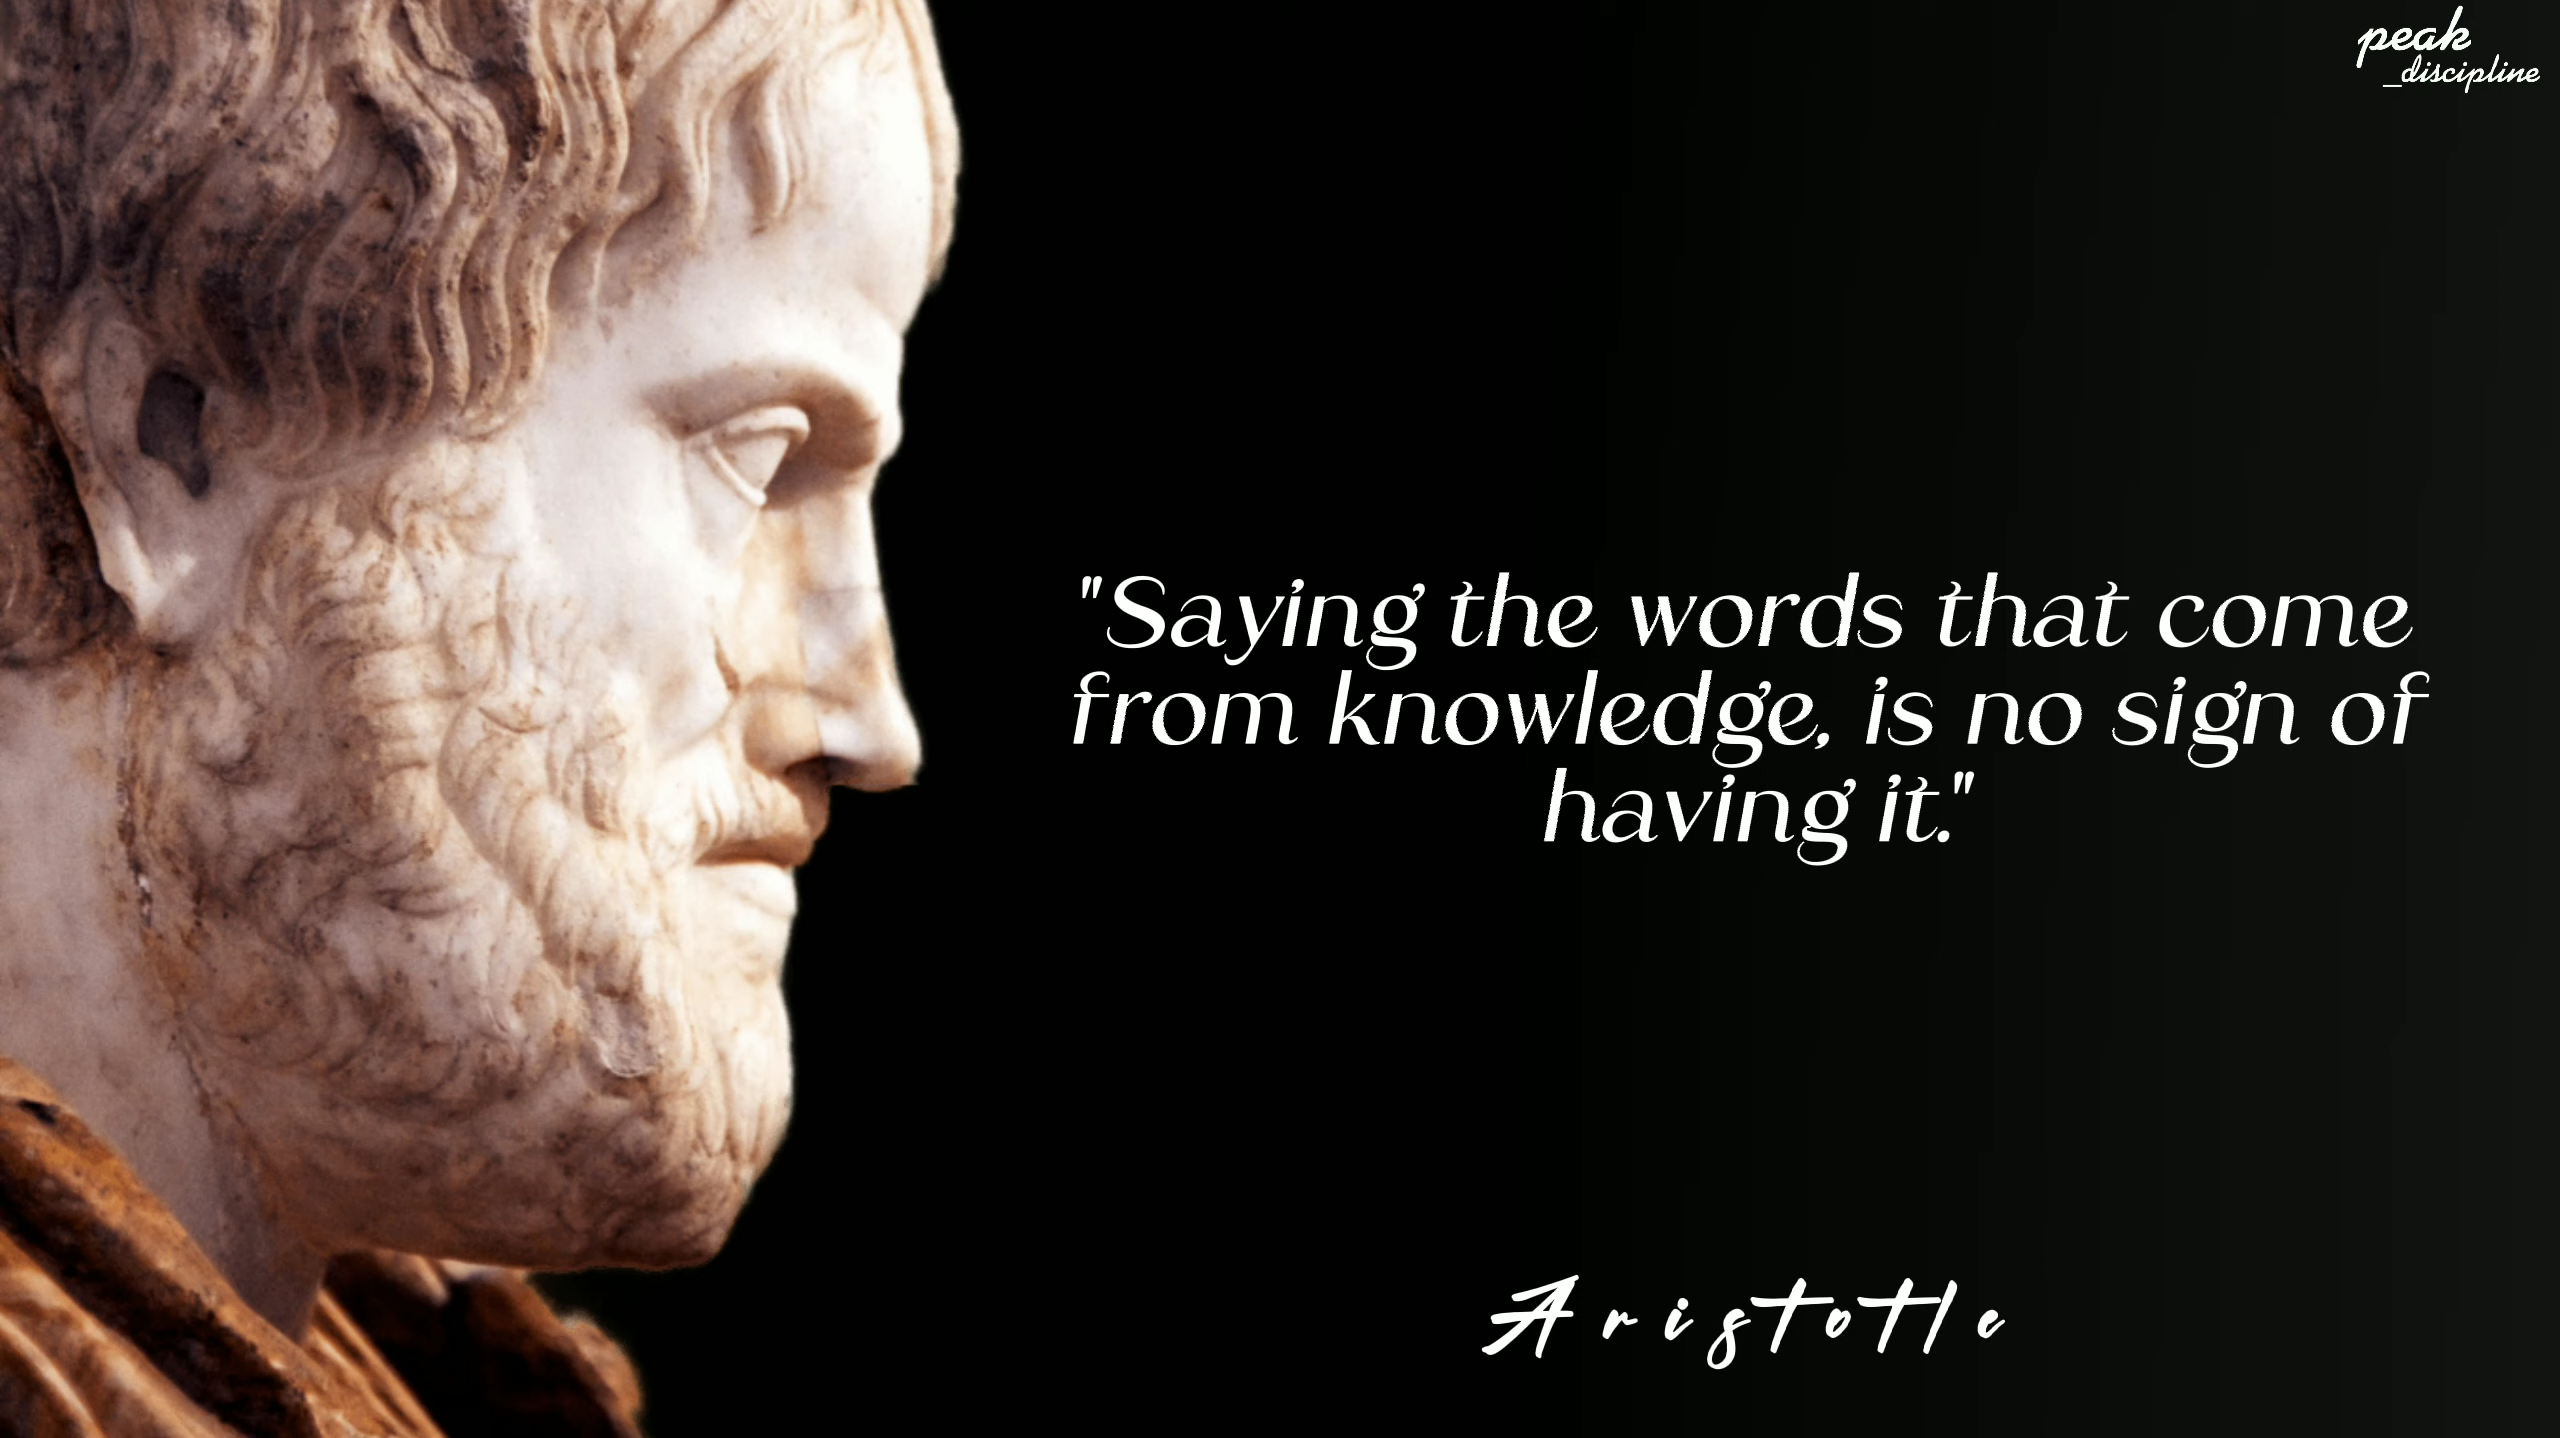 peak
_discipline
"Saying the words that come
from knowledge, is no sign of
having it."
Aristotle